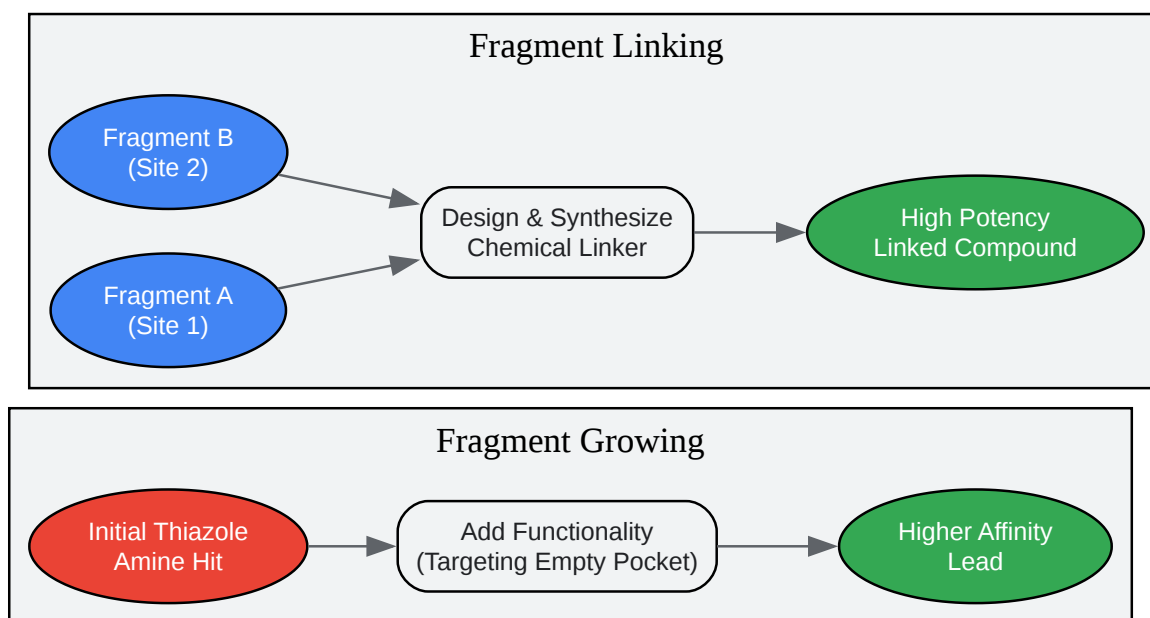 Fragment Linking
Fragment B
(Site 2)
Fragment A
(Site 1)
Design & Synthesize
Chemical Linker
High Potency
Linked Compound
Fragment Growing
Initial Thiazole
Amine Hit
Add Functionality
(Targeting Empty Pocket)
Higher Affinity
Lead